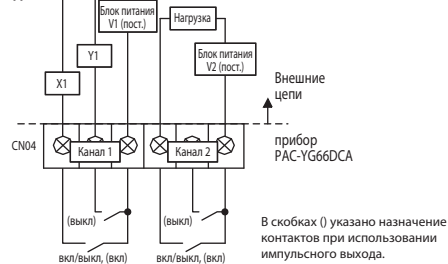 Блок питания
V1 (пост.)
Нагрузка
Y1
Блок питания
V2 (пост.)
X1
Внешние
цепи
CN04
Канал 1
Канал 2
прибор
PAC-YG66DCA
(выкл)
(выкл)
В скобках () указано назначение
контактов при использовании
импульсного выхода.
вкл/выкл, (вкл)
вкл/выкл, (вкл)